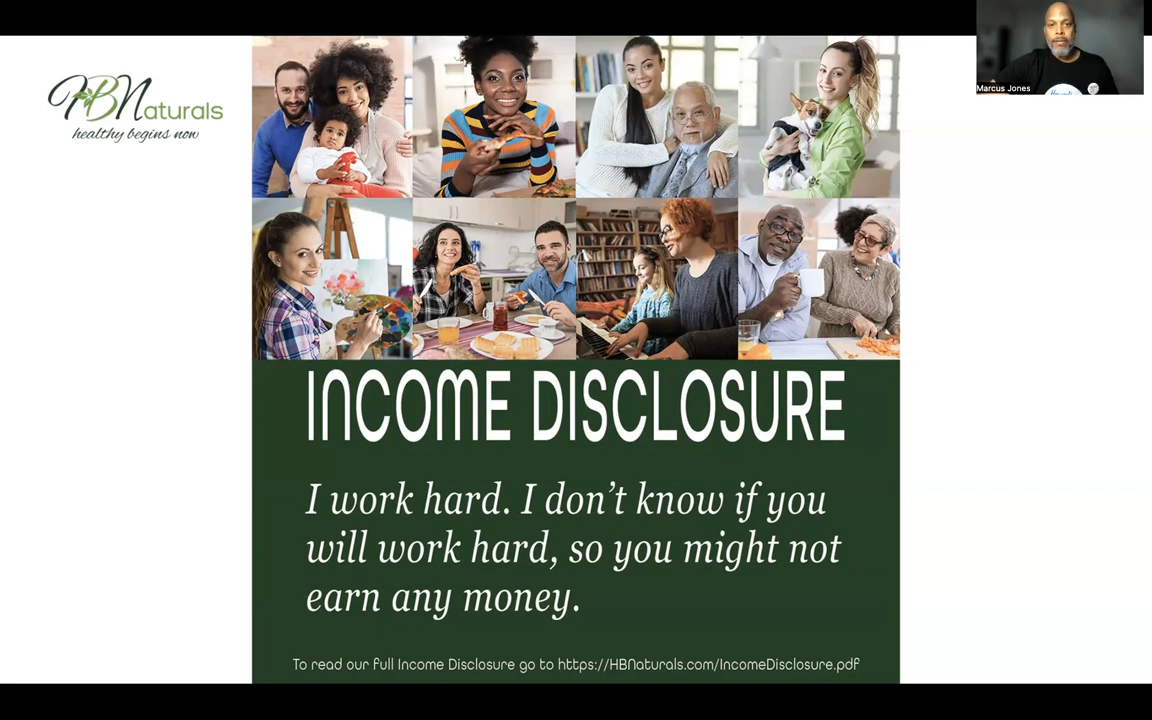 HBNaturals
healthy begins now
Marcus Jones
INCOME DISCLOSURE
I work hard. I don't know if you
will work hard, so you might not
earn any money.
To read our full Income Disclosure go to https://HBNaturals.com/IncomeDisclosure.pdf